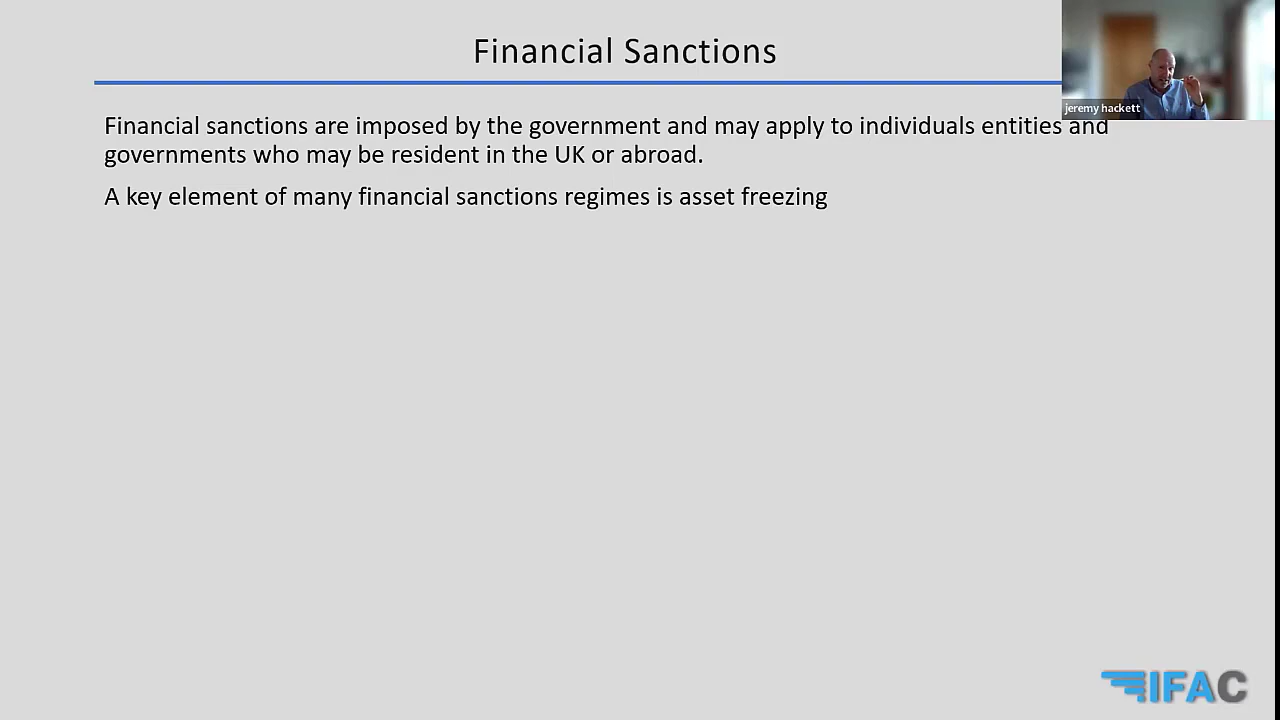 Financial Sanctions
jeremy hackett
Financial sanctions are imposed by the government and may apply to individuals entities and
governments who may be resident in the UK or abroad.
A key element of many financial sanctions regimes is asset freezing
IFAC